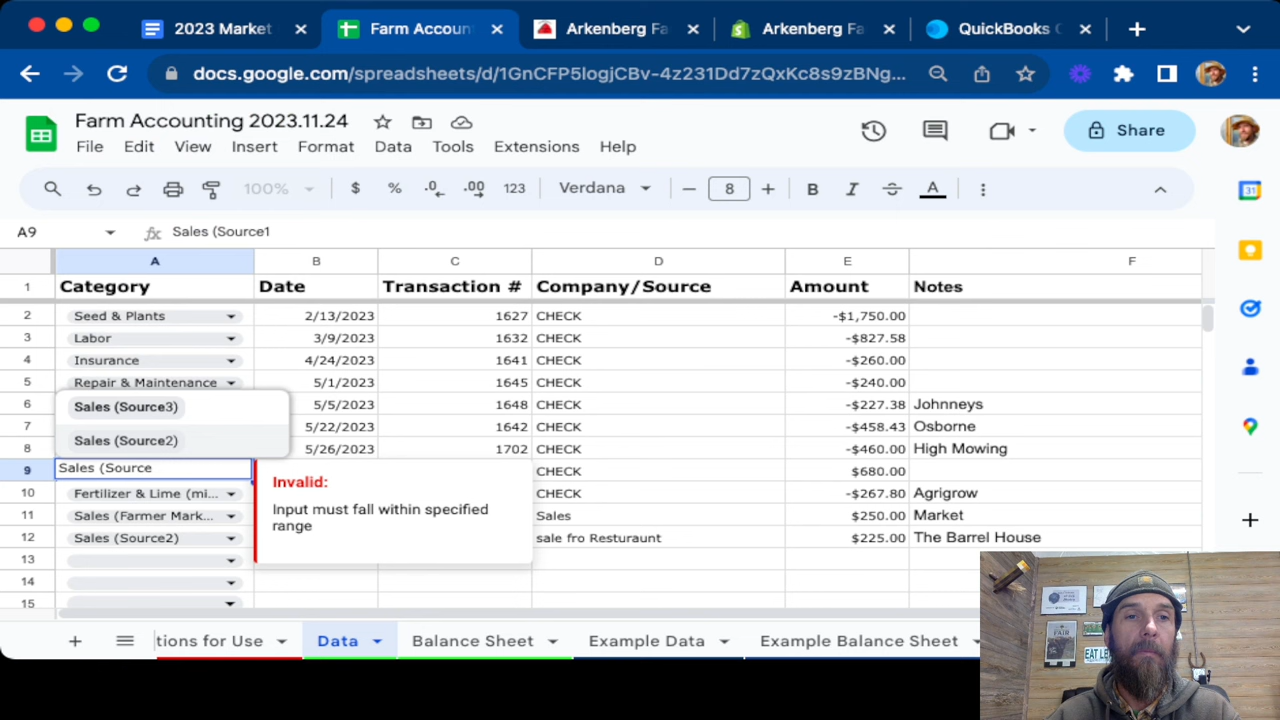 2023 Market
Farm Accoun
Arkenberg Fa
Arkenberg Fa
QuickBooks
docs.google.com/spreadsheets/d/1GnCFP5logjCBv-4z231Dd7zQxKc8s9zBNg...
Farm Accounting 2023.11.24
Share
File Edit View Insert Format Data Tools Extensions Help
100% $ % .0 .00 123 Verdana 8 B I S A
31
A9 fx Sales (Source1
A B C D E F
1 Category Date Transaction # Company/Source Amount Notes
2 Seed & Plants 2/13/2023 1627 CHECK -$1,750.00
3 Labor 3/9/2023 1632 CHECK -$827.58
4 Insurance 4/24/2023 1641 CHECK -$260.00
5 Repair & Maintenance 5/1/2023 1645 CHECK -$240.00
6 Sales (Source3) 5/5/2023 1648 CHECK -$227.38 Johnneys
7 5/22/2023 1642 CHECK -$458.43 Osborne
Sales (Source2)
8 5/26/2023 1702 CHECK -$460.00 High Mowing
9 Sales (Source CHECK $680.00
Invalid:
Input must fall within specified
range
10 Fertilizer & Lime (mi... CHECK -$267.80 Agrigrow
11 Sales (Farmer Mark... Sales $250.00 Market
12 Sales (Source2) sale fro Resturaunt $225.00 The Barrel House
13
14
15
tions for Use Data Balance Sheet Example Data Example Balance Sheet
FAIR
EAT